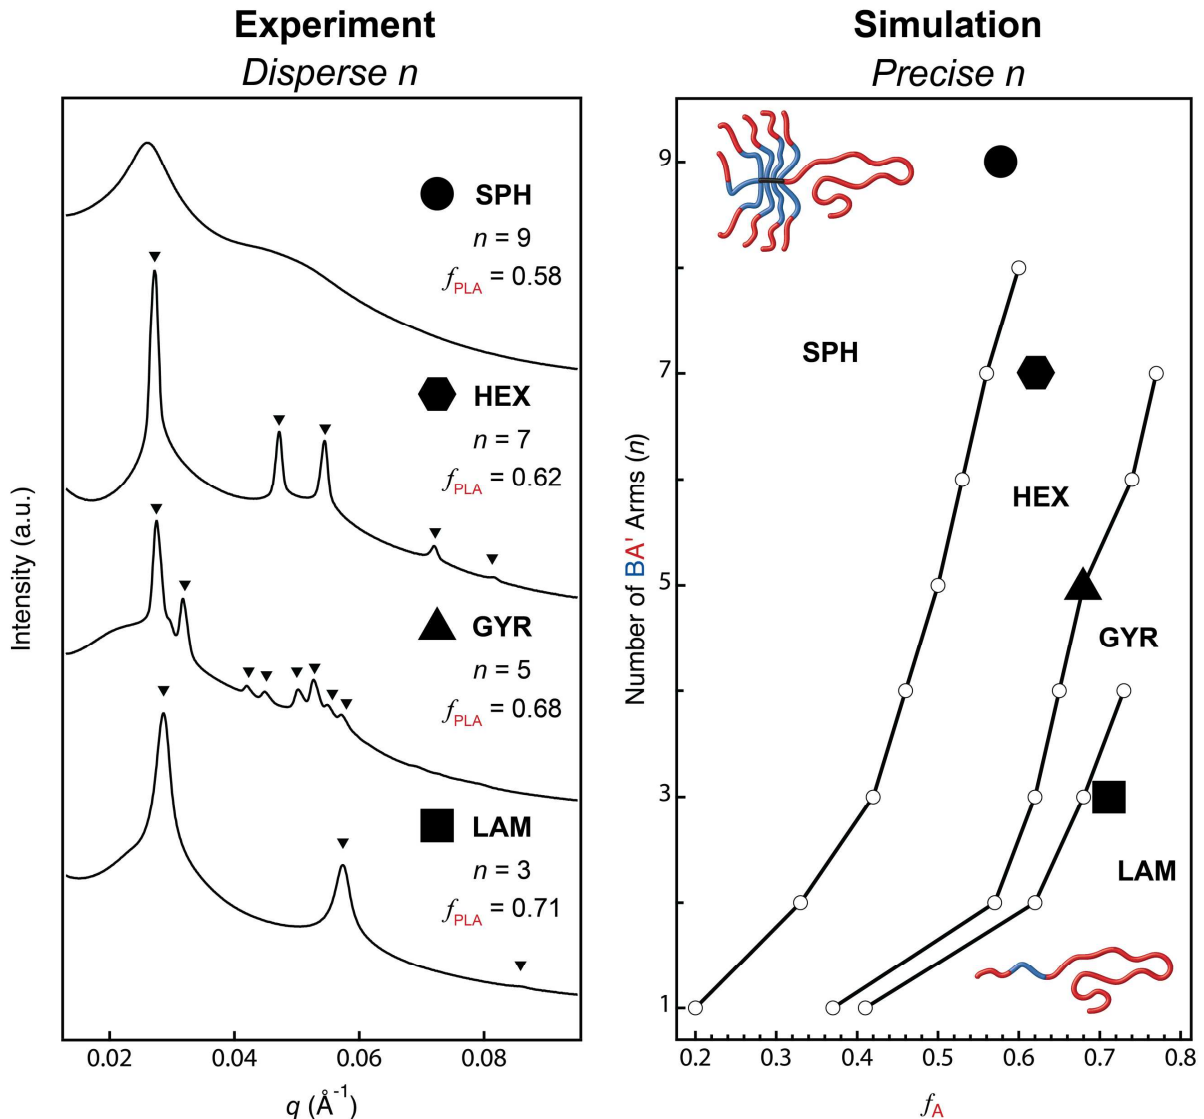 Experiment
Disperse n
SPH
n = 9
fPLA = 0.58
HEX
n = 7
fPLA = 0.62
GYR
n = 5
fPLA = 0.68
LAM
n = 3
fPLA = 0.71
Intensity (a.u.)
0.02 0.04 0.06 0.08
q (Å⁻¹)
Simulation
Precise n
9
7
5
3
1
SPH
HEX
GYR
LAM
Number of BA' Arms (n)
0.2 0.3 0.4 0.5 0.6 0.7 0.8
fA